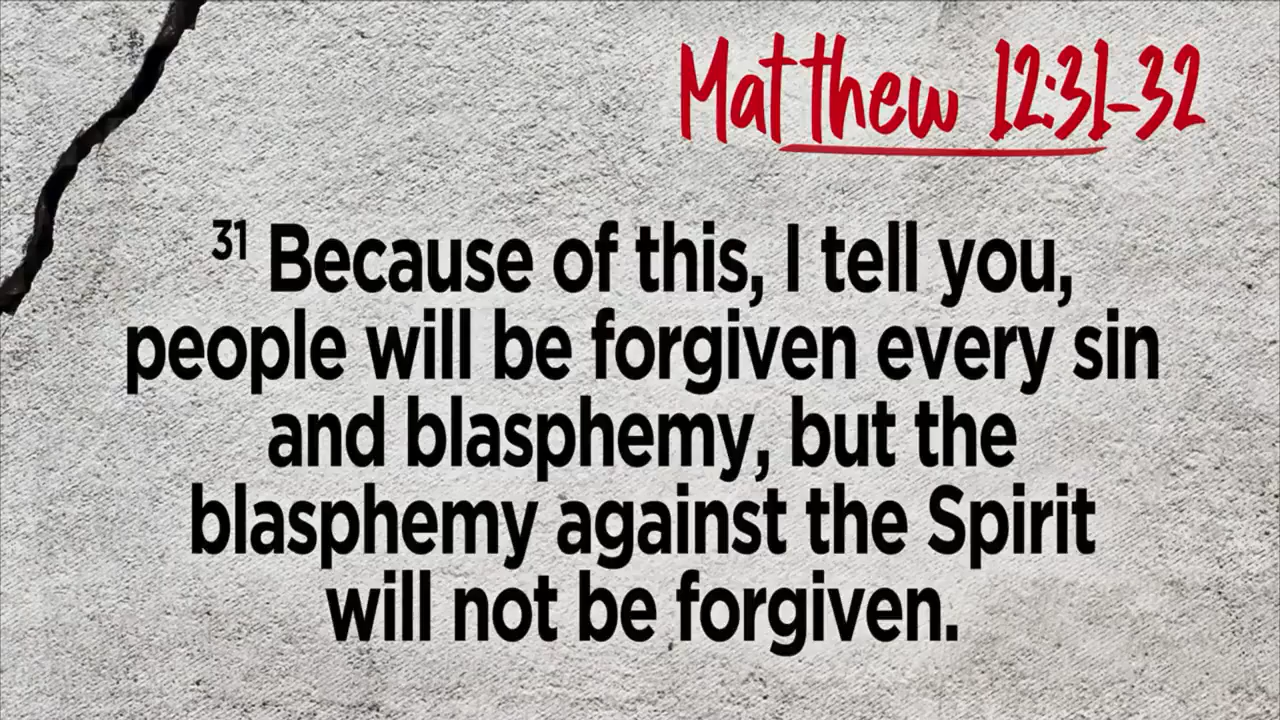 Matthew 12:31-32
31 Because of this, I tell you,
people will be forgiven every sin
and blasphemy, but the
blasphemy against the Spirit
will not be forgiven.